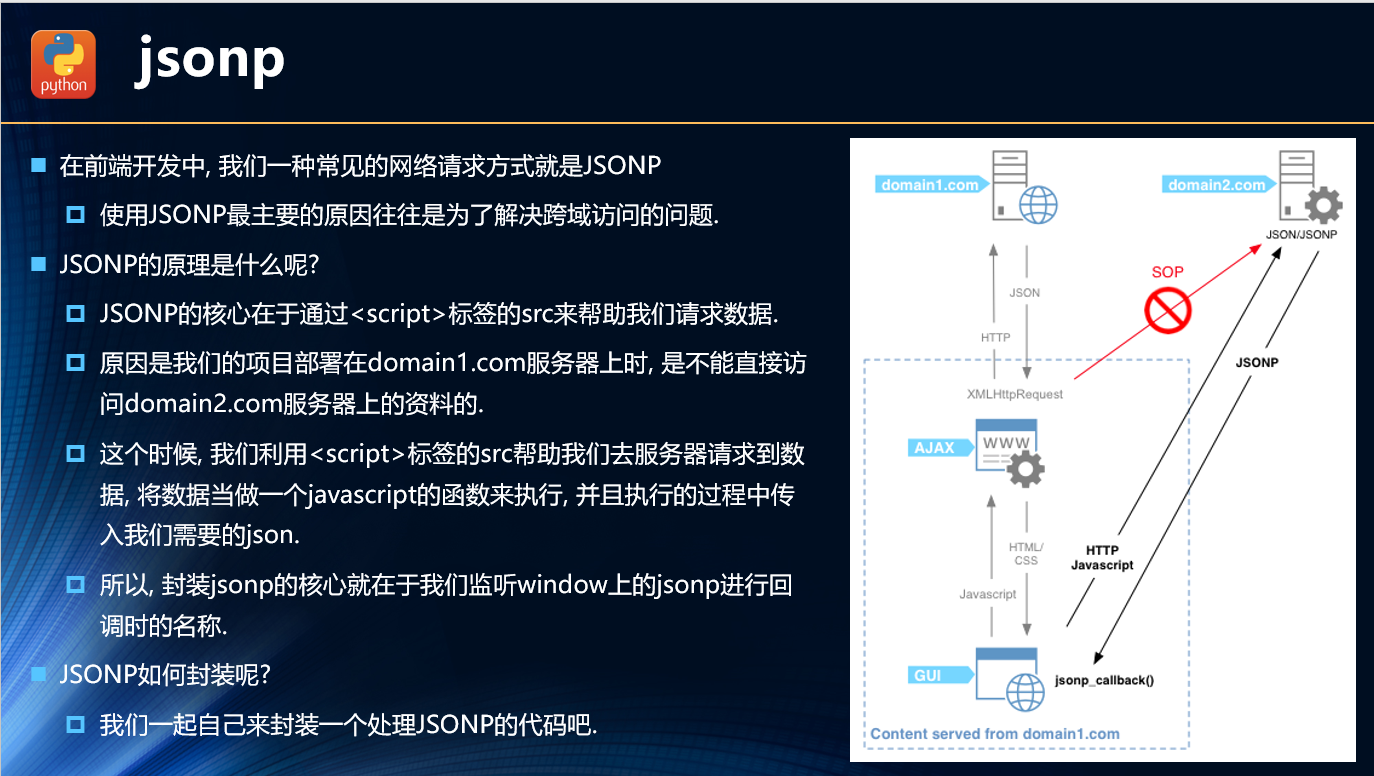 python
jsonp
在前端开发中, 我们一种常见的网络请求方式就是JSONP
使用JSONP最主要的原因往往是为了解决跨域访问的问题.
JSONP的原理是什么呢?
JSONP的核心在于通过<script>标签的src来帮助我们请求数据.
原因是我们的项目部署在domain1.com服务器上时, 是不能直接访
问domain2.com服务器上的资料的.
这个时候, 我们利用<script>标签的src帮助我们去服务器请求到数
据, 将数据当做一个javascript的函数来执行, 并且执行的过程中传
入我们需要的json.
所以, 封装jsonp的核心就在于我们监听window上的jsonp进行回
调时的名称.
JSONP如何封装呢?
我们一起自己来封装一个处理JSONP的代码吧.
domain1.com
domain2.com
JSON/JSONP
SOP
JSON
HTTP
JSONP
XMLHttpRequest
WWW
AJAX
HTML/
CSS
HTTP
Javascript
Javascript
GUI
jsonp_callback()
Content served from domain1.com